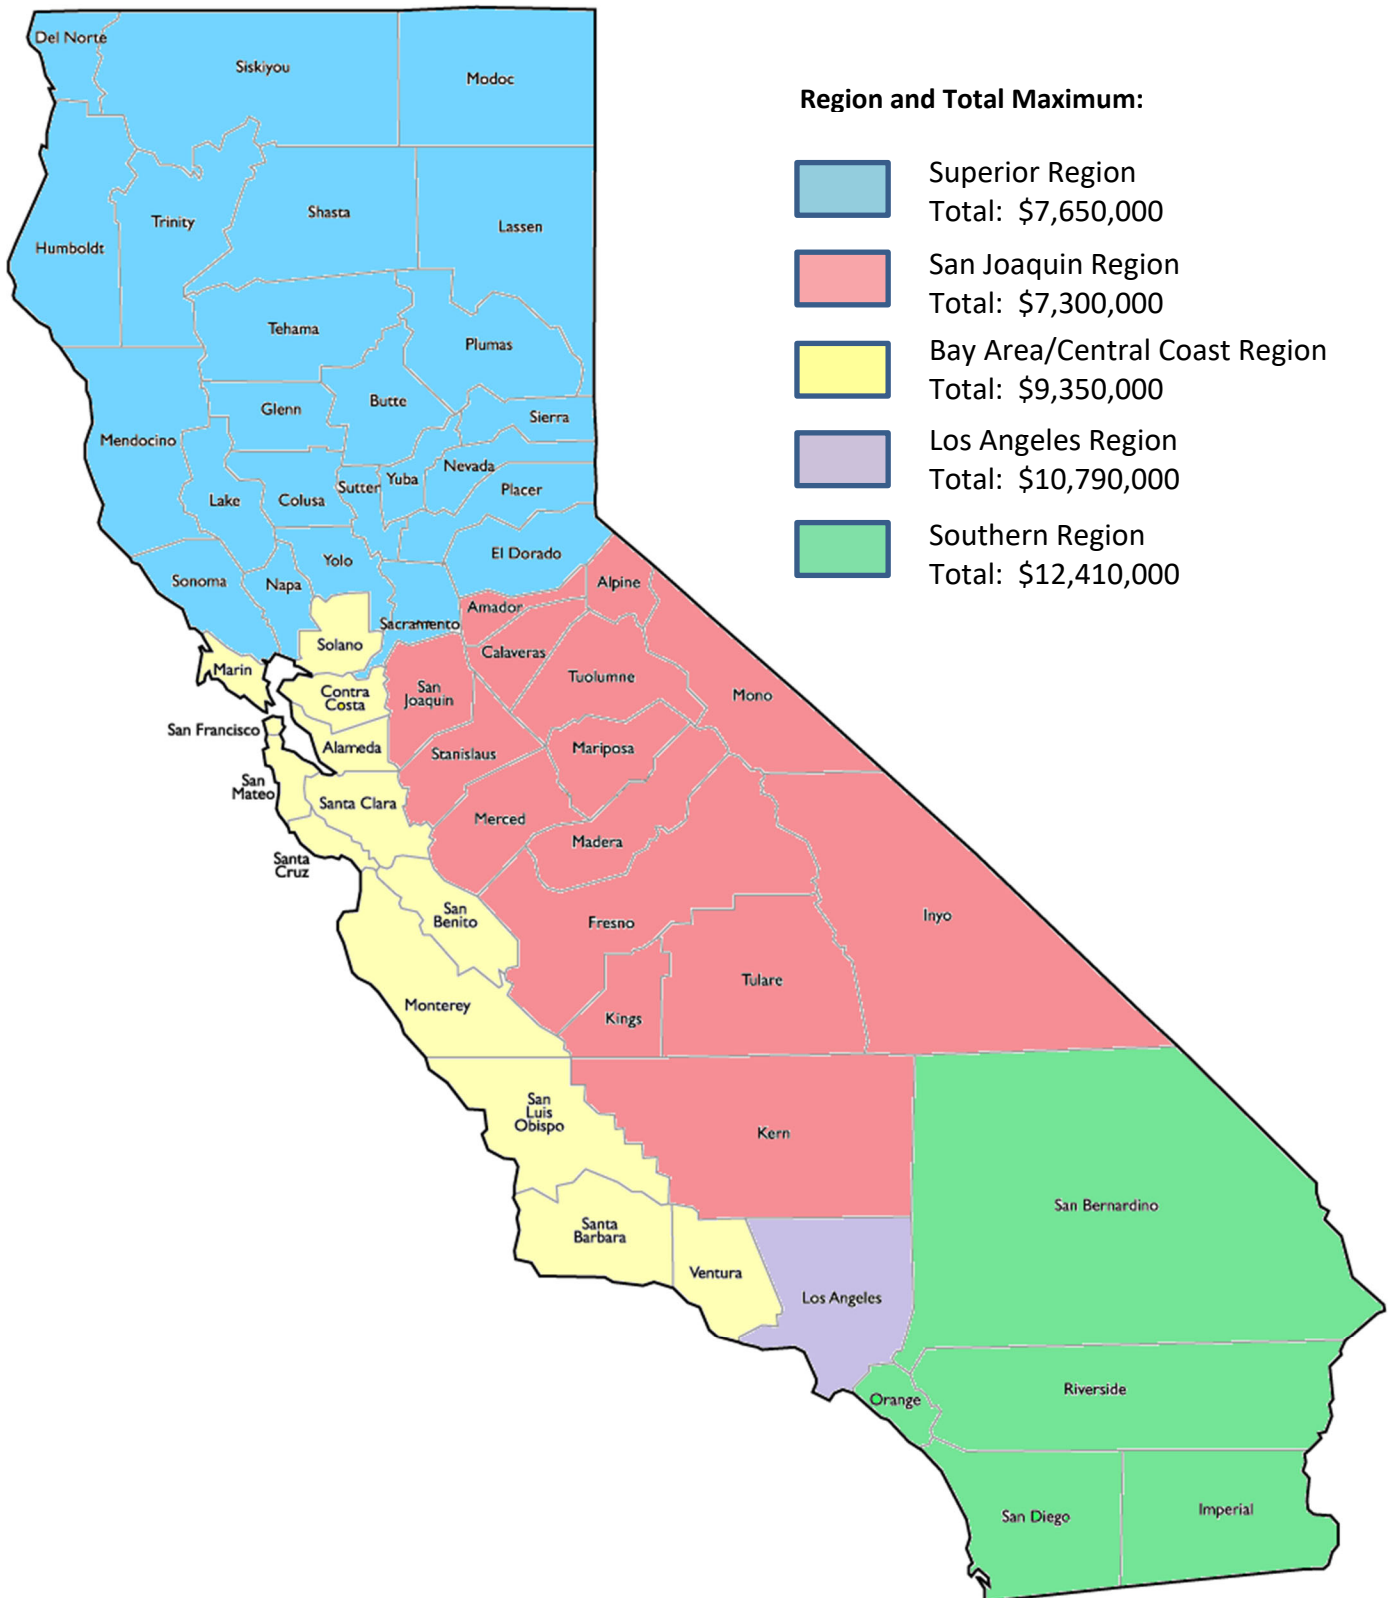 Del Norte
Siskiyou
Modoc
Region and Total Maximum:
Superior Region
Total:  $7,650,000
San Joaquin Region
Total:  $7,300,000
Bay Area/Central Coast Region
Total:  $9,350,000
Los Angeles Region
Total:  $10,790,000
Southern Region
Total:  $12,410,000
Humboldt
Trinity
Shasta
Lassen
Tehama
Plumas
Mendocino
Glenn
Butte
Sierra
Lake
Colusa
Sutter
Yuba
Nevada
Placer
Sonoma
Napa
Yolo
El Dorado
Sacramento
Amador
Alpine
Solano
Calaveras
Marin
Contra
Costa
San
Joaquin
Tuolumne
Mono
San Francisco
Alameda
Stanislaus
Mariposa
San
Mateo
Santa Clara
Merced
Madera
Santa
Cruz
San
Benito
Fresno
Inyo
Monterey
Kings
Tulare
San
Luis
Obispo
Kern
Santa
Barbara
Ventura
Los Angeles
San Bernardino
Orange
Riverside
San Diego
Imperial